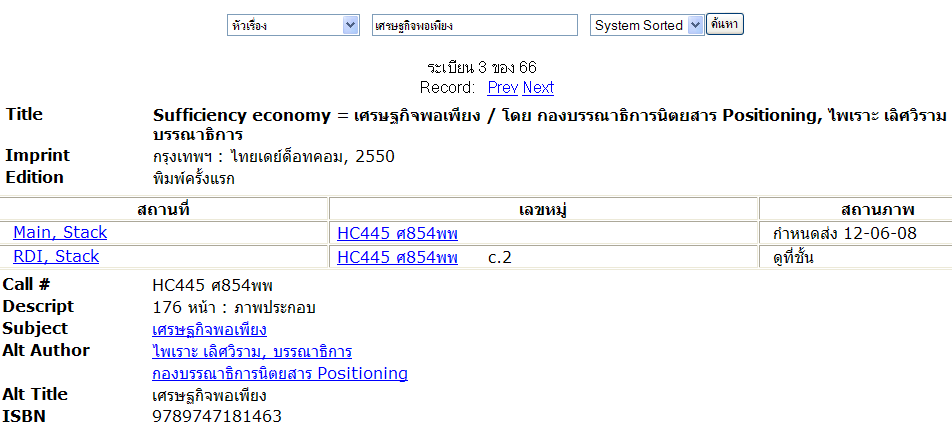 หัวเรื่อง เศรษฐกิจพอเพียง System Sorted ค้นหา
ระเบียน 3 ของ 66
Record: Prev Next
Title Sufficiency economy = เศรษฐกิจพอเพียง / โดย กองบรรณาธิการนิตยสาร Positioning, ไพเราะ เลิศวิราม
บรรณาธิการ
Imprint กรุงเทพฯ : ไทยเดย์ด็อทคอม, 2550
Edition พิมพ์ครั้งแรก
สถานที่ เลขหมู่ สถานภาพ
Main, Stack HC445 ศ854พพ กำหนดส่ง 12-06-08
RDI, Stack HC445 ศ854พพ c.2 ดูที่ชั้น
Call # HC445 ศ854พพ
Descript 176 หน้า : ภาพประกอบ
Subject เศรษฐกิจพอเพียง
Alt Author ไพเราะ เลิศวิราม, บรรณาธิการ
กองบรรณาธิการนิตยสาร Positioning
Alt Title เศรษฐกิจพอเพียง
ISBN 9789747181463